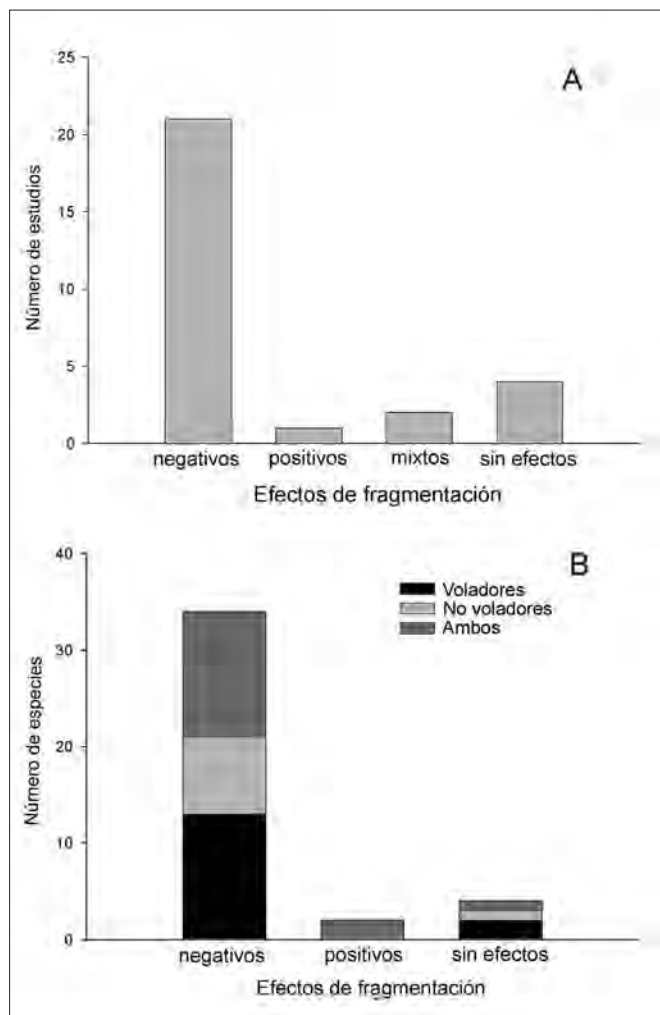 A
25
20
15
10
5
0
Número de estudios
negativos positivos mixtos sin efectos
Efectos de fragmentación
B
40
30
20
10
0
Número de especies
Voladores
No voladores
Ambos
negativos positivos sin efectos
Efectos de fragmentación